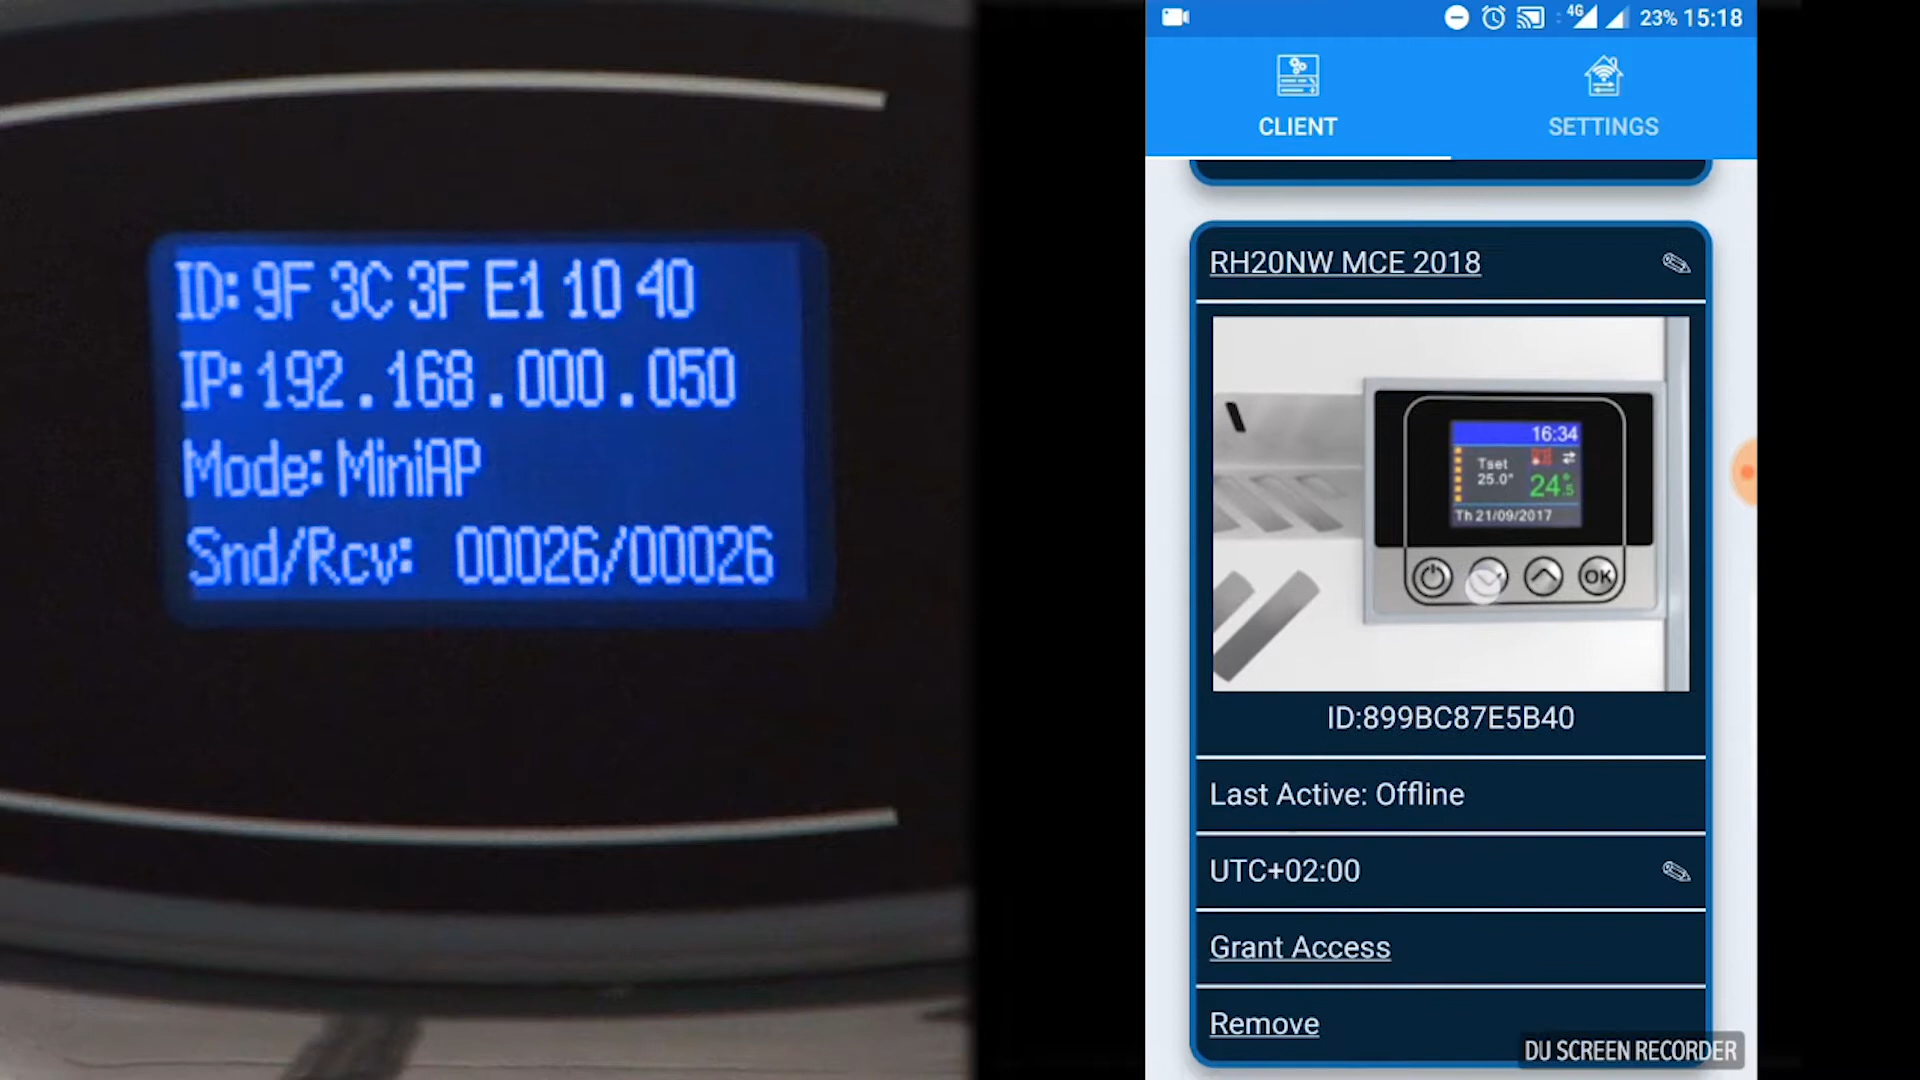 ID: 9F 3C 3F E1 10 40
IP: 192.168.000.050
Mode: MiniAP
Snd/Rcv: 00026/00026
4G 23% 15:18
CLIENT
SETTINGS
RH20NW MCE 2018
16:34
Tset
25.0°
24.5°
Th 21/09/2017
OK
ID:899BC87E5B40
Last Active: Offline
UTC+02:00
Grant Access
Remove
DU SCREEN RECORDER